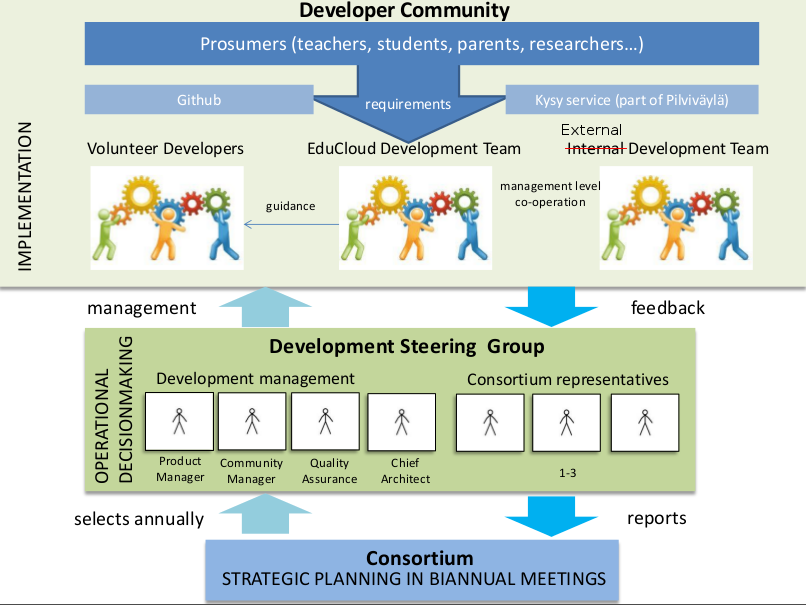 Developer Community
Prosumers (teachers, students, parents, researchers…)
Github
requirements
Kysy service (part of Pilviväylä)
External
Volunteer Developers
EduCloud Development Team
Internal Development Team
IMPLEMENTATION
guidance
management level
co-operation
management
feedback
Development Steering Group
OPERATIONAL
DECISIONMAKING
Development management
Consortium representatives
Product
Manager
Community
Manager
Quality
Assurance
Chief
Architect
1-3
selects annually
reports
Consortium
STRATEGIC PLANNING IN BIANNUAL MEETINGS